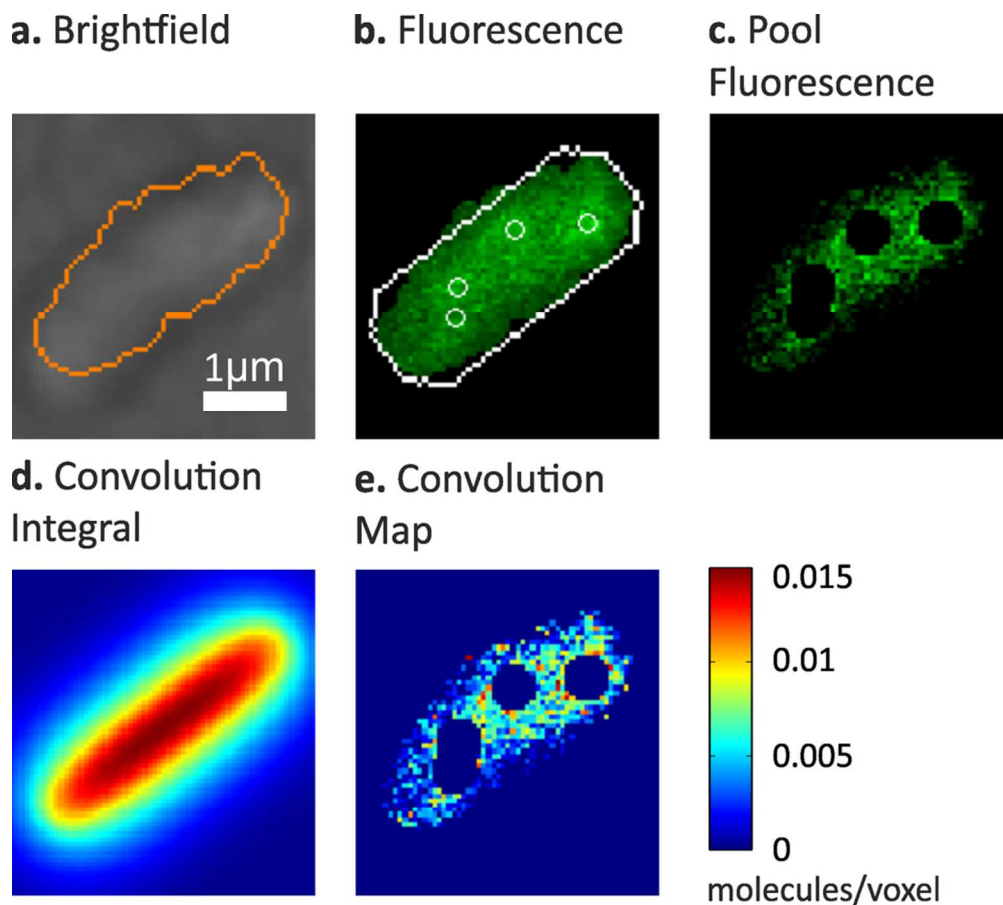 a. Brightfield
b. Fluorescence
c. Pool
Fluorescence
1μm
d. Convolution
Integral
e. Convolution
Map
0.015
0.01
0.005
0
molecules/voxel